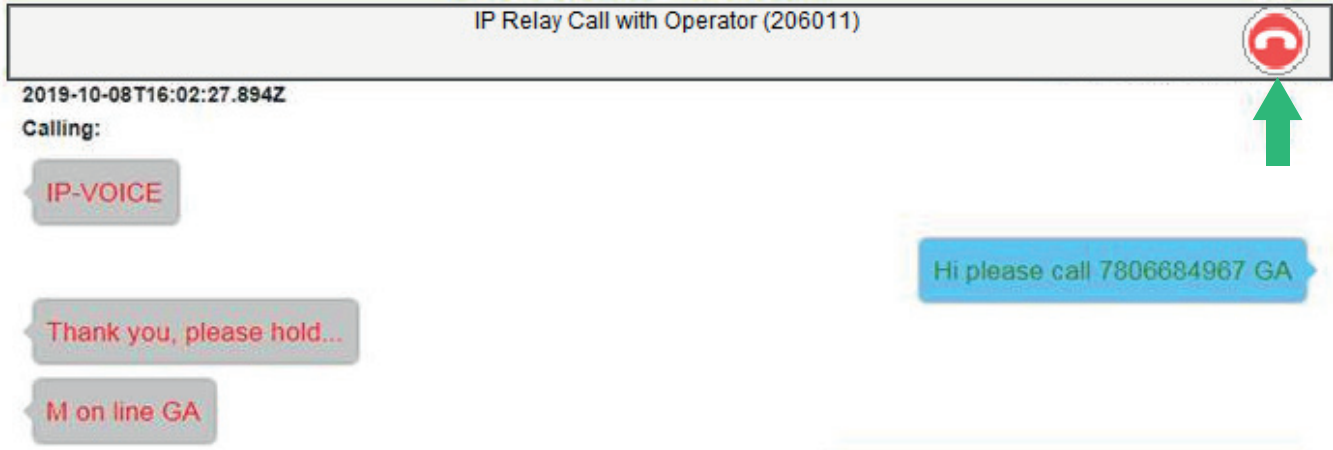 IP Relay Call with Operator (206011)
2019-10-08T16:02:27.894Z
Calling:
IP-VOICE
Hi please call 7806684967 GA
Thank you, please hold...
M on line GA